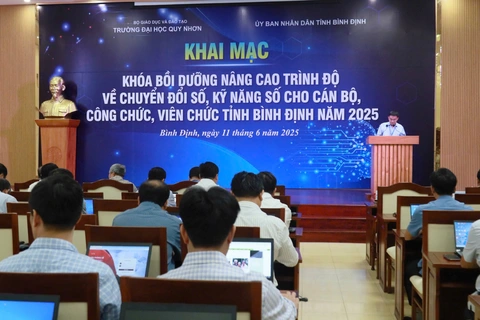 BỘ GIÁO DỤC VÀ ĐÀO TẠO
TRƯỜNG ĐẠI HỌC QUY NHƠN
ỦY BAN NHÂN DÂN TỈNH BÌNH ĐỊNH
KHAI MẠC
KHÓA BỒI DƯỠNG NÂNG CAO TRÌNH ĐỘ
VỀ CHUYỂN ĐỔI SỐ, KỸ NĂNG SỐ CHO CÁN BỘ,
CÔNG CHỨC, VIÊN CHỨC TỈNH BÌNH ĐỊNH NĂM 2025
Bình Định, ngày 11 tháng 6 năm 2025